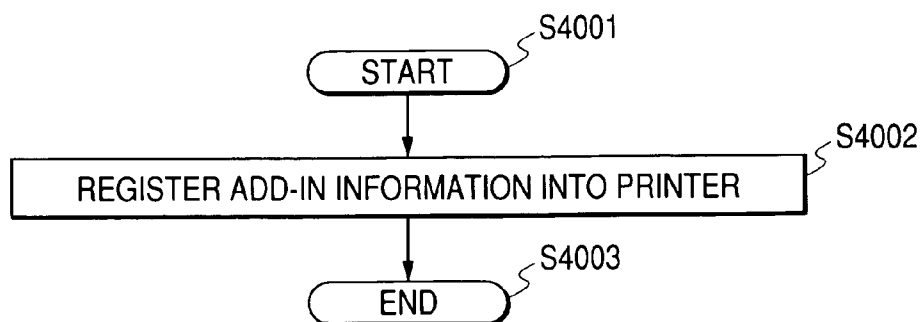 S4001
START
S4002
REGISTER ADD-IN INFORMATION INTO PRINTER
S4003
END